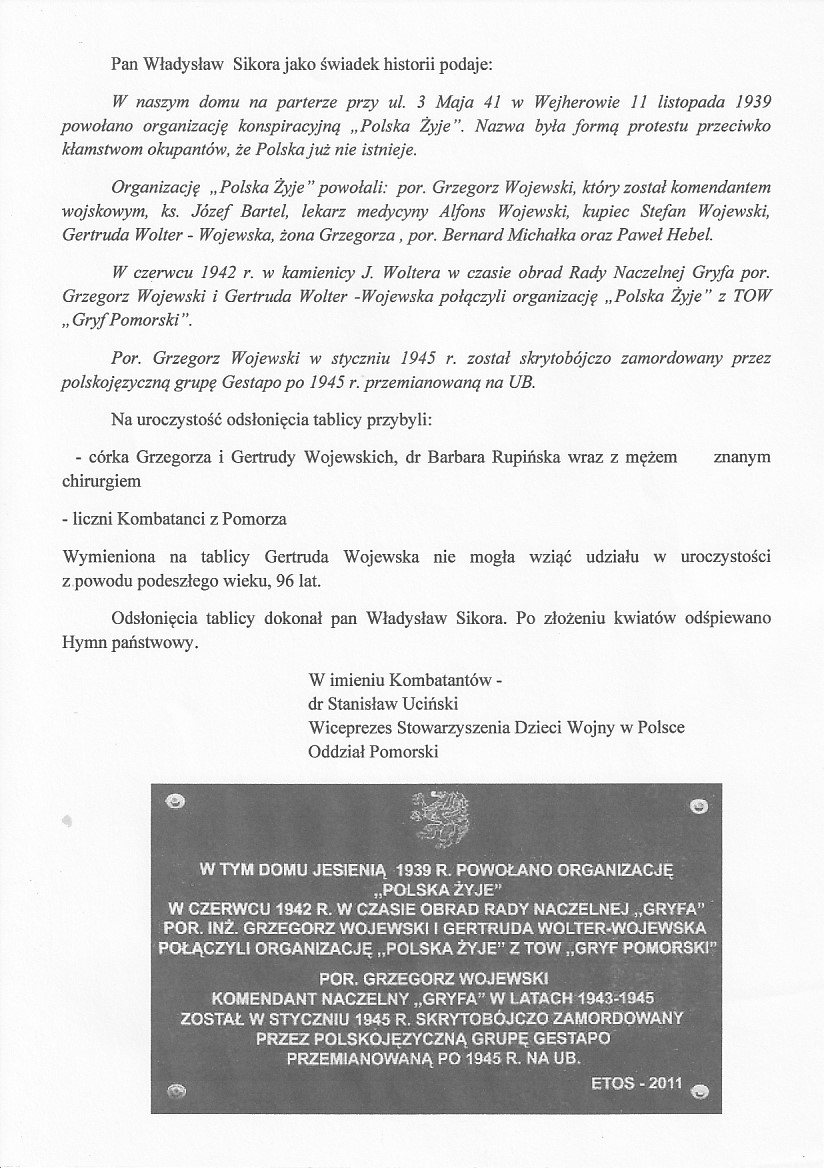 Pan Władysław Sikora jako świadek historii podaje:
W naszym domu na parterze przy ul. 3 Maja 41 w Wejherowie 11 listopada 1939
powołano organizację konspiracyjną „Polska Żyje”. Nazwa była formą protestu przeciwko
kłamstwom okupantów, że Polska już nie istnieje.
Organizację „Polska Żyje” powołali: por. Grzegorz Wojewski, który został komendantem
wojskowym, ks. Józef Bartel, lekarz medycyny Alfons Wojewski, kupiec Stefan Wojewski,
Gertruda Wolter - Wojewska, żona Grzegorza , por. Bernard Michałka oraz Paweł Hebel.
W czerwcu 1942 r. w kamienicy J. Woltera w czasie obrad Rady Naczelnej Gryfa por.
Grzegorz Wojewski i Gertruda Wolter -Wojewska połączyli organizację „Polska Żyje” z TOW
„Gryf Pomorski”.
Por. Grzegorz Wojewski w styczniu 1945 r. został skrytobójczo zamordowany przez
polskojęzyczną grupę Gestapo po 1945 r. przemianowaną na UB.
Na uroczystość odsłonięcia tablicy przybyli:
- córka Grzegorza i Gertrudy Wojewskich, dr Barbara Rupińska wraz z mężem znanym
chirurgiem
- liczni Kombatanci z Pomorza
Wymieniona na tablicy Gertruda Wojewska nie mogła wziąć udziału w uroczystości
z powodu podeszłego wieku, 96 lat.
Odsłonięcia tablicy dokonał pan Władysław Sikora. Po złożeniu kwiatów odśpiewano
Hymn państwowy.
W imieniu Kombatantów -
dr Stanisław Uciński
Wiceprezes Stowarzyszenia Dzieci Wojny w Polsce
Oddział Pomorski
W TYM DOMU JESIENIĄ 1939 R. POWOŁANO ORGANIZACJĘ
„POLSKA ŻYJE”
W CZERWCU 1942 R. W CZASIE OBRAD RADY NACZELNEJ „GRYFA”
POR. INŻ. GRZEGORZ WOJEWSKI I GERTRUDA WOLTER-WOJEWSKA
POŁĄCZYLI ORGANIZACJĘ „POLSKA ŻYJE” Z TOW „GRYF POMORSKI”
POR. GRZEGORZ WOJEWSKI
KOMENDANT NACZELNY „GRYFA” W LATACH 1943-1945
ZOSTAŁ W STYCZNIU 1945 R. SKRYTOBÓJCZO ZAMORDOWANY
PRZEZ POLSKOJĘZYCZNĄ GRUPĘ GESTAPO
PRZEMIANOWANĄ PO 1945 R. NA UB.
ETOS - 2011